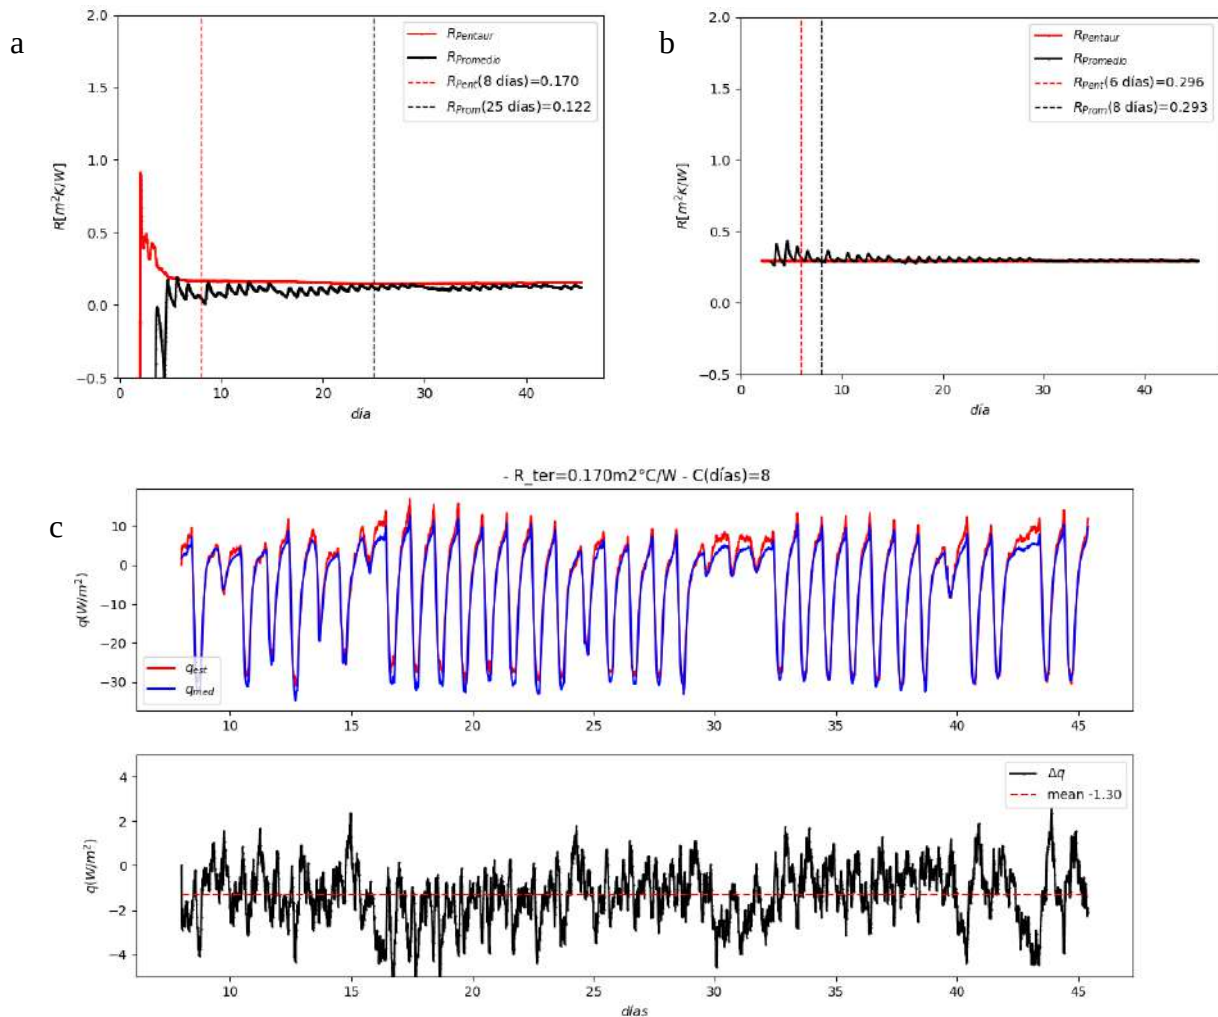 a
2.0
1.5
1.0
0.5
0.0
−0.5
R[m²K/W]
0 10 20 30 40
día
R_Pentaur
R_Promedio
R_Pent(8 días)=0.170
R_Prom(25 días)=0.122
b
2.0
1.5
1.0
0.5
0.0
−0.5
R[m²K/W]
0 10 20 30 40
día
R_Pentaur
R_Promedio
R_Pent(6 días)=0.296
R_Prom(8 días)=0.293
c
- R_ter=0.170m2°C/W - C(días)=8
10
0
−10
−20
−30
q(W/m²)
q_est
q_med
10 15 20 25 30 35 40 45
4
2
0
−2
−4
q(W/m²)
Δq
mean -1.30
10 15 20 25 30 35 40 45
días